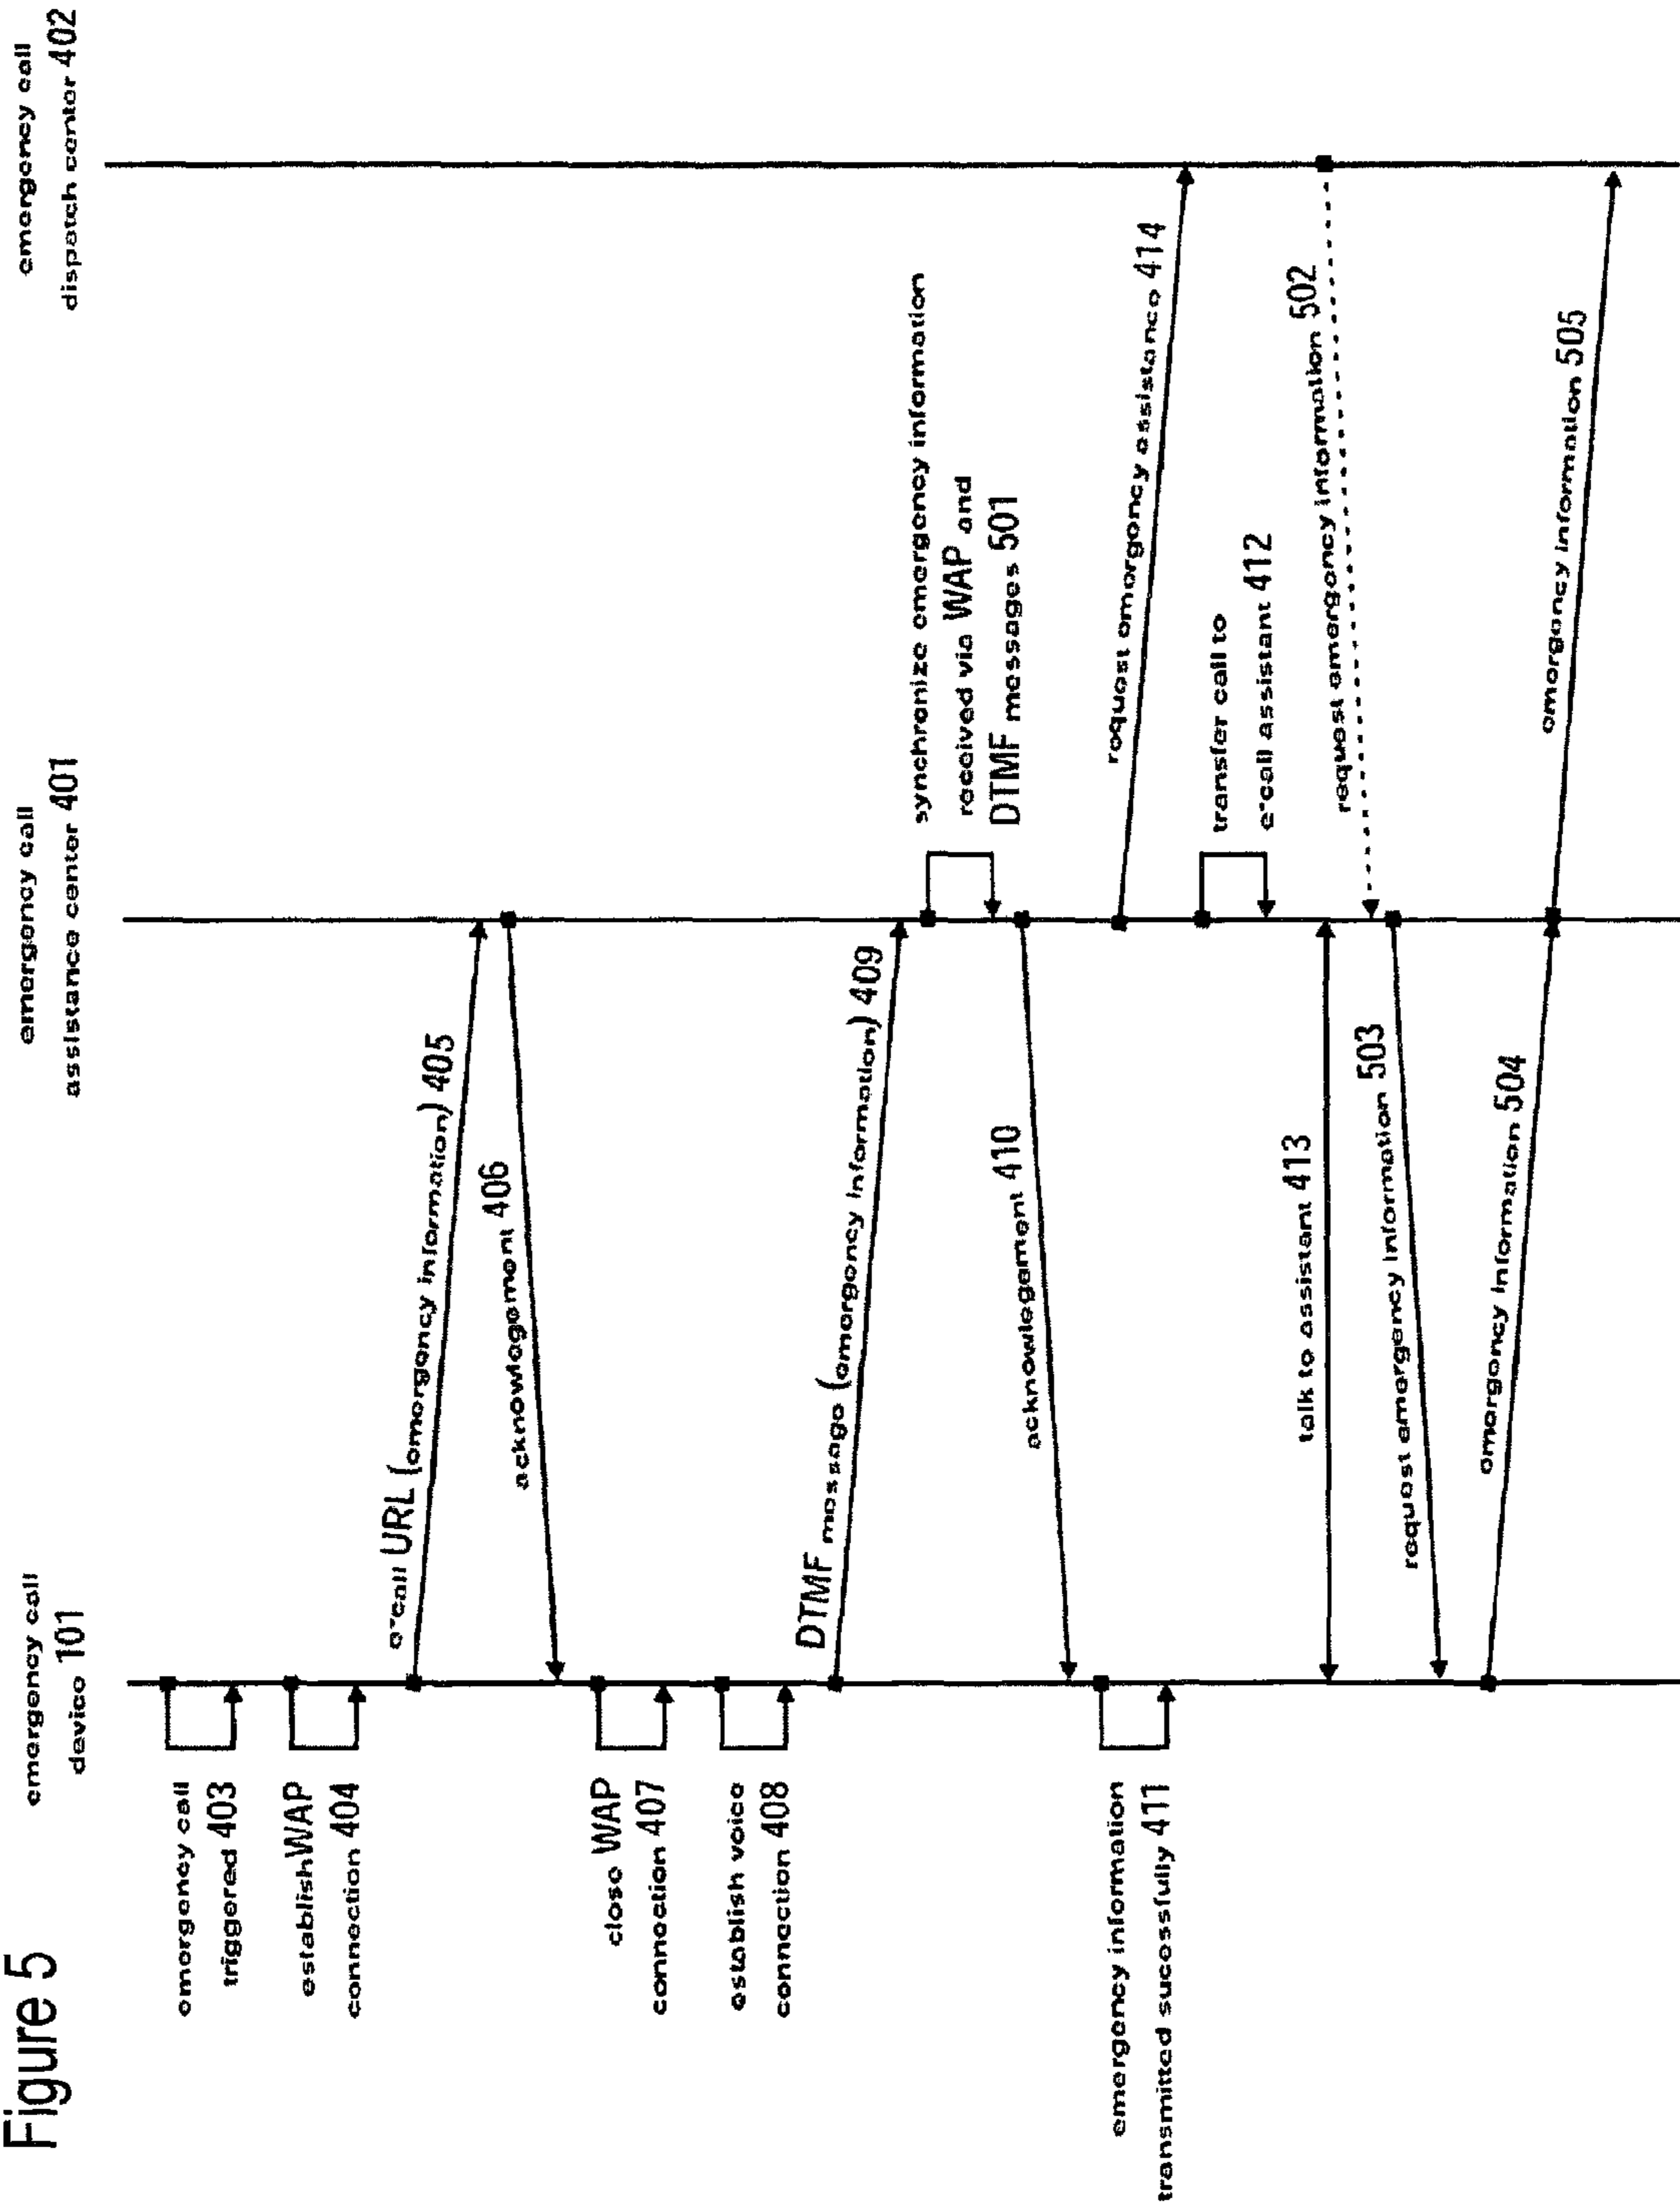 Figure 5
emergency call
device 101
emergency call
assistance center 401
emergency call
dispatch center 402
emergency call
triggered 403
establish WAP
connection 404
e-call URL (emergency information) 405
acknowlegement 406
close WAP
connection 407
establish voice
connection 408
DTMF message (emergency information) 409
synchronize emergency information
received via WAP and
DTMF messages 501
acknowlegement 410
emergency information
transmitted sucessfully 411
request emergency assistance 414
transfer call to
e-call assistant 412
talk to assistant 413
request emergency information 502
request emergency information 503
emergency information 504
emergency information 505